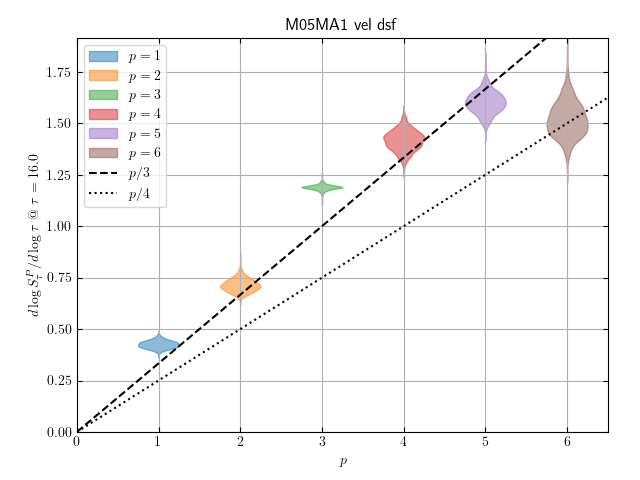 M05MA1 vel dsf
p = 1
p = 2
p = 3
p = 4
p = 5
p = 6
p/3
p/4
d log S_τ^P / d log τ @ τ = 16.0
1.75
1.50
1.25
1.00
0.75
0.50
0.25
0.00
0 1 2 3 4 5 6
p